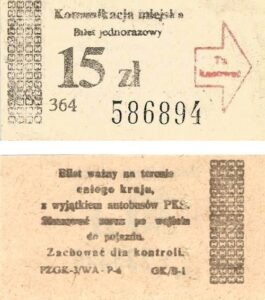 Komunikacja miejska
Bilet jednorazowy
15 zł
Tu
kasować
364
586894
Bilet ważny na terenie
całego kraju,
z wyjątkiem autobusów PKS.
Skasować zaraz po wejściu
do pojazdu.
Zachować dla kontroli.
PZGK-3/WA-P-6 GK/B-1